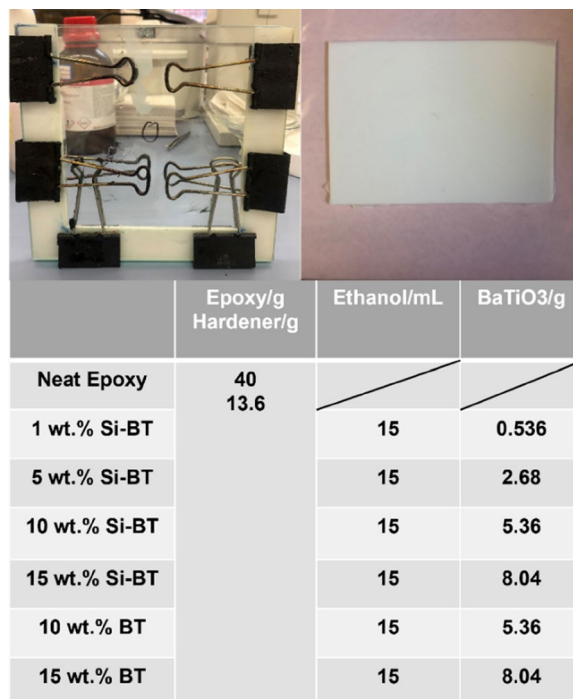 Epoxy/g Ethanol/mL BaTiO3/g
Hardener/g
Neat Epoxy 40
13.6
1 wt.% Si-BT 15 0.536
5 wt.% Si-BT 15 2.68
10 wt.% Si-BT 15 5.36
15 wt.% Si-BT 15 8.04
10 wt.% BT 15 5.36
15 wt.% BT 15 8.04